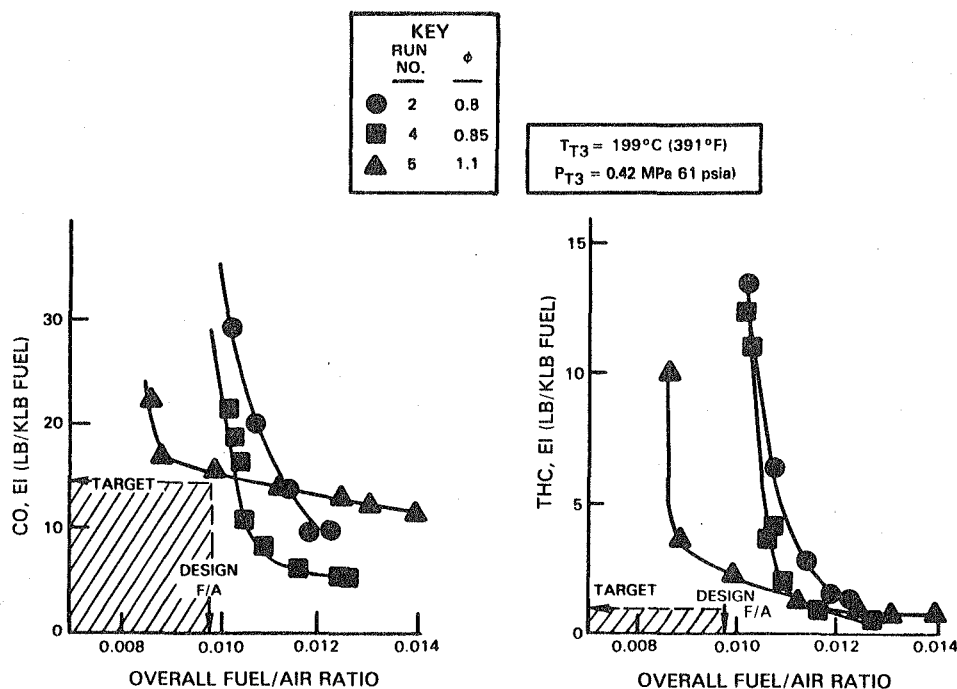 KEY
RUN NO. ϕ
2 0.8
4 0.85
5 1.1
T_T3 = 199°C (391°F)
P_T3 = 0.42 MPa 61 psia)
CO, EI (LB/KLB FUEL)
30
20
10
0
TARGET
DESIGN
F/A
0.008 0.010 0.012 0.014
OVERALL FUEL/AIR RATIO
THC, EI (LB/KLB FUEL)
15
10
5
0
TARGET
DESIGN
F/A
0.008 0.010 0.012 0.014
OVERALL FUEL/AIR RATIO